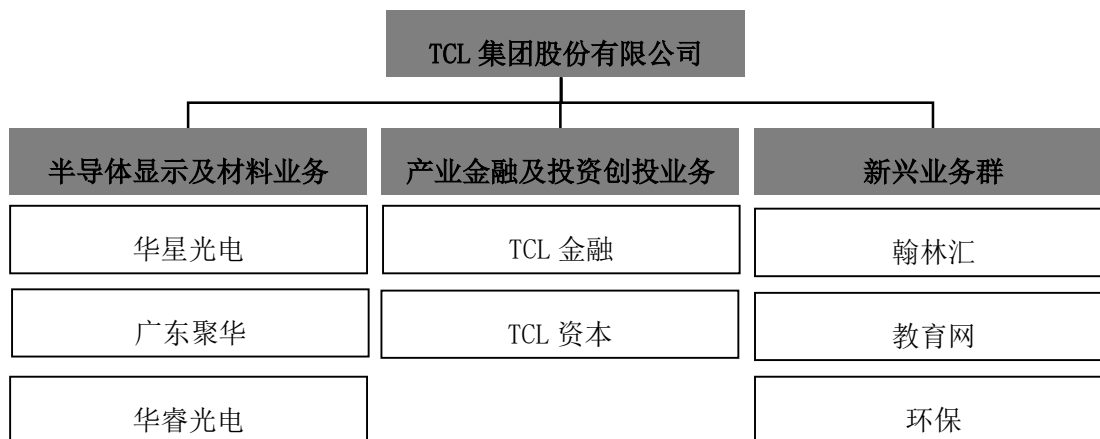 TCL 集团股份有限公司
半导体显示及材料业务
产业金融及投资创投业务
新兴业务群
华星光电
TCL 金融
翰林汇
广东聚华
TCL 资本
教育网
华睿光电
环保